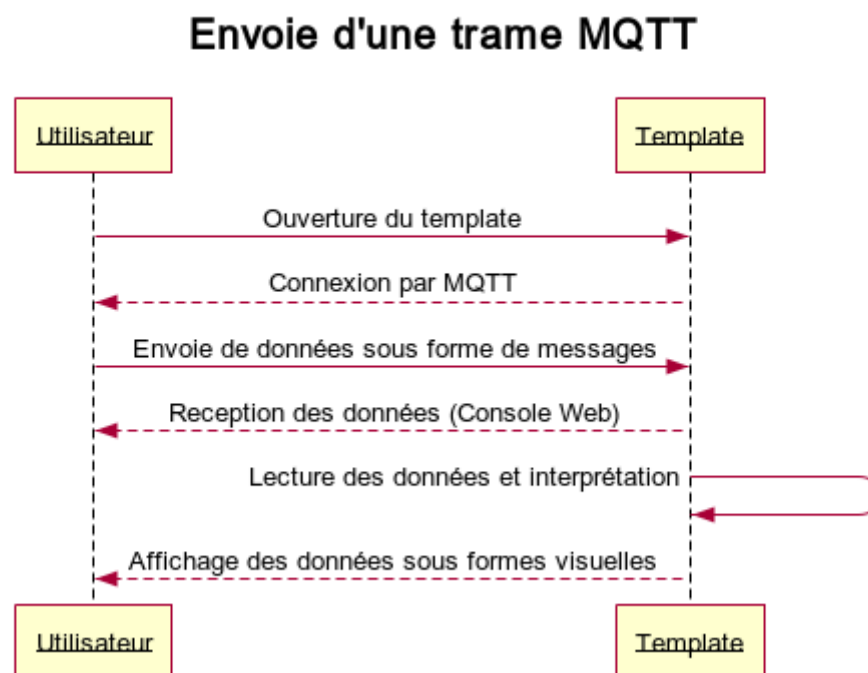 Envoie d'une trame MQTT
Utilisateur
Template
Ouverture du template
Connexion par MQTT
Envoie de données sous forme de messages
Reception des données (Console Web)
Lecture des données et interprétation
Affichage des données sous formes visuelles
Utilisateur
Template